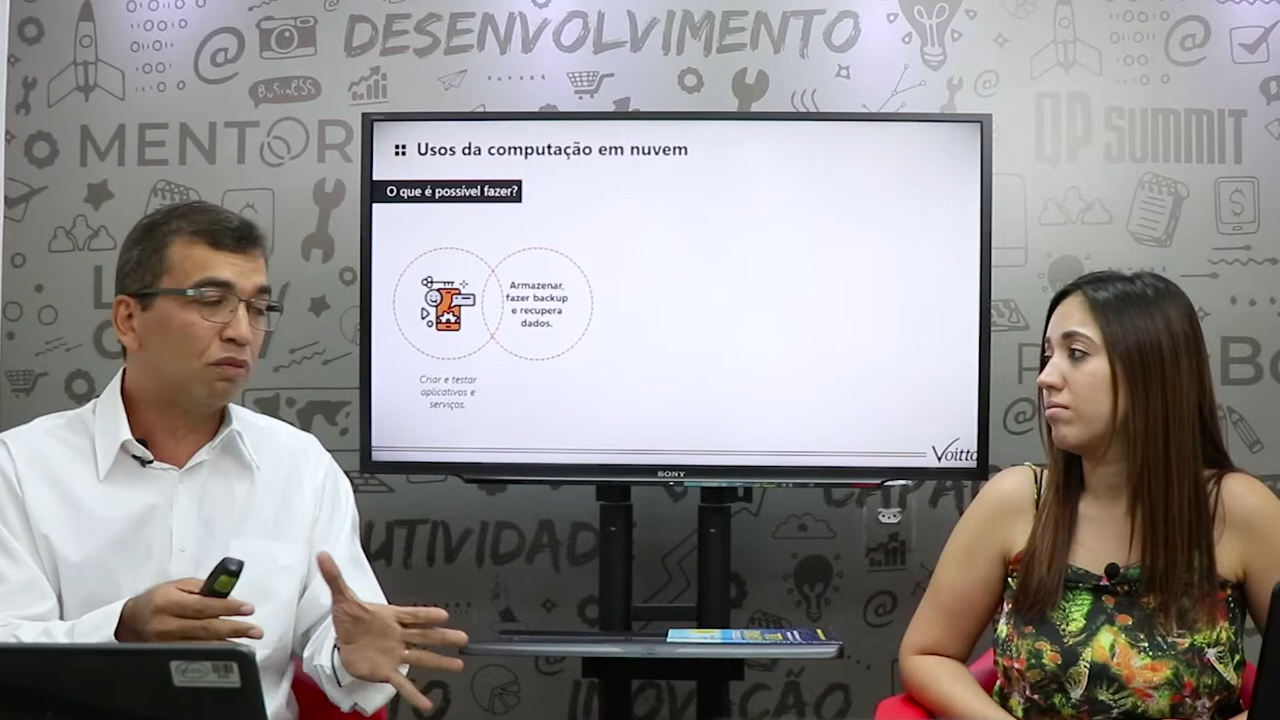 DESENVOLVIMENTO
BUSINESS
MENTOR
QP SUMMIT
Usos da computação em nuvem
O que é possível fazer?
Armazenar,
fazer backup
e recupera
dados.
Criar e testar
aplicativos e
serviços.
Voitto
SONY
INOVAÇÃO